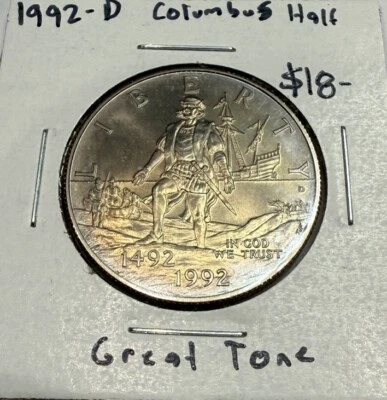 1992-D Columbus Half
$18-
LIBERTY
D
IN GOD
WE TRUST
1492
1992
Great Tone